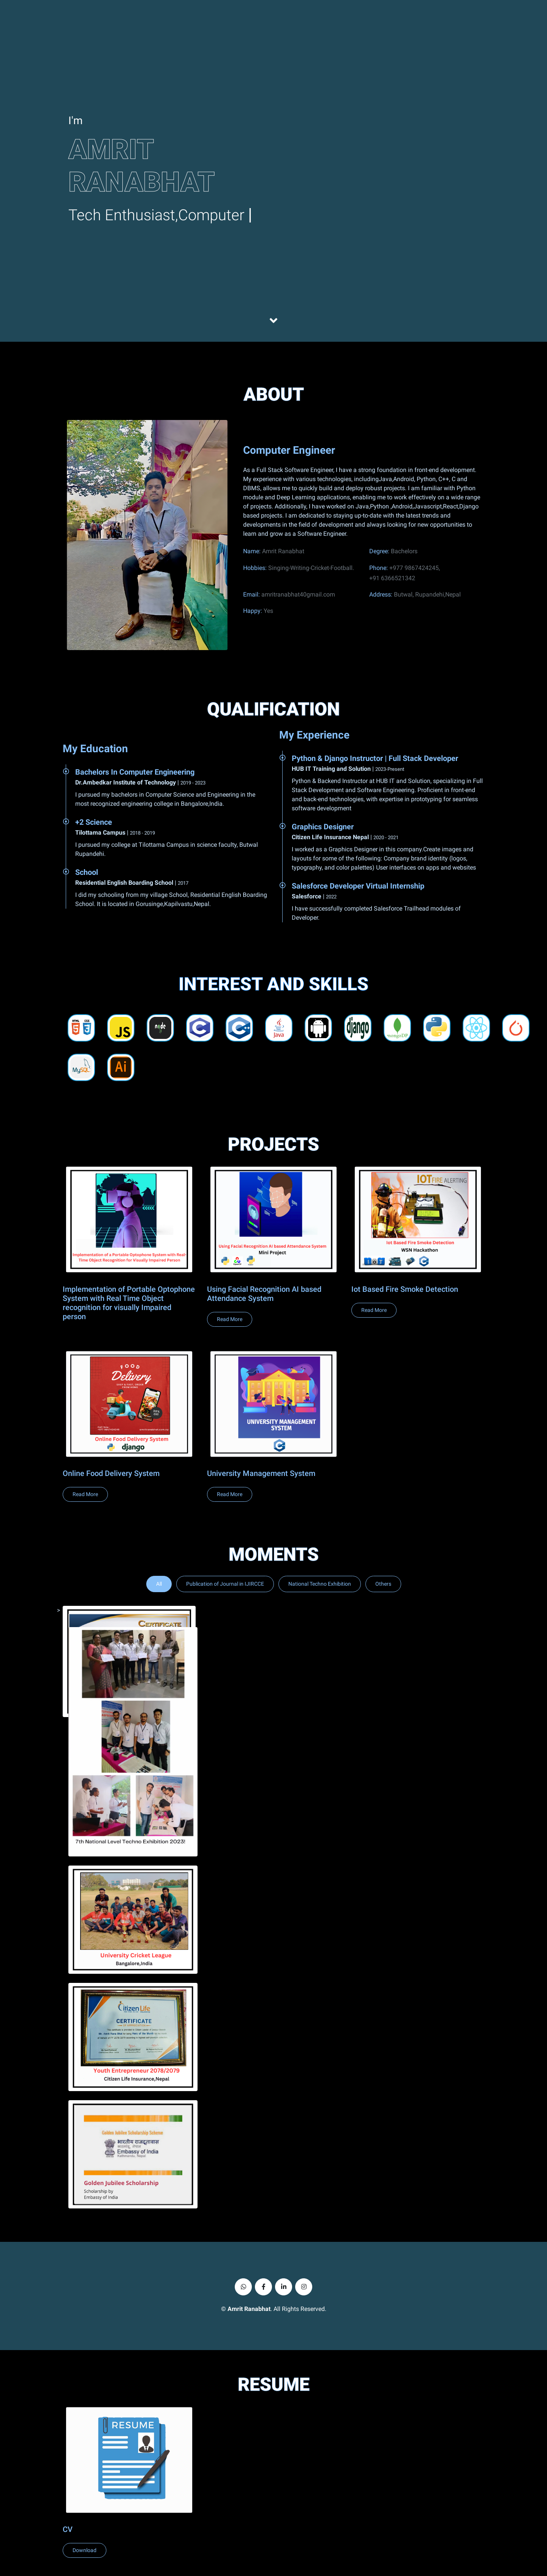 I'm
AMRIT
RANABHAT
Tech Enthusiast,Computer |
ABOUT
Computer Engineer
As a Full Stack Software Engineer, I have a strong foundation in front-end development.
My experience with various technologies, includingJava,Android, Python, C++, C and
DBMS, allows me to quickly build and deploy robust projects. I am familiar with Python
module and Deep Learning applications, enabling me to work effectively on a wide range
of projects. Additionally, I have worked on Java,Python ,Android,Javascript,React,Django
based projects. I am dedicated to staying up-to-date with the latest trends and
developments in the field of development and always looking for new opportunities to
learn and grow as a Software Engineer.
Name: Amrit Ranabhat
Degree: Bachelors
Hobbies: Singing-Writing-Cricket-Football.
Phone: +977 9867424245,
+91 6366521342
Email: amritranabhat40gmail.com
Address: Butwal, Rupandehi,Nepal
Happy: Yes
QUALIFICATION
My Education
Bachelors In Computer Engineering
Dr.Ambedkar Institute of Technology | 2019 - 2023
I pursued my bachelors in Computer Science and Engineering in the
most recognized engineering college in Bangalore,India.
+2 Science
Tilottama Campus | 2018 - 2019
I pursued my college at Tilottama Campus in science faculty, Butwal
Rupandehi.
School
Residential English Boarding School | 2017
I did my schooling from my village School, Residential English Boarding
School. It is located in Gorusinge,Kapilvastu,Nepal.
My Experience
Python & Django Instructor | Full Stack Developer
HUB IT Training and Solution | 2023-Present
Python & Backend Instructor at HUB IT and Solution, specializing in Full
Stack Development and Software Engineering. Proficient in front-end
and back-end technologies, with expertise in prototyping for seamless
software development
Graphics Designer
Citizen Life Insurance Nepal | 2020 - 2021
I worked as a Graphics Designer in this company.Create images and
layouts for some of the following: Company brand identity (logos,
typography, and color palettes) User interfaces on apps and websites
Salesforce Developer Virtual Internship
Salesforce | 2022
I have successfully completed Salesforce Trailhead modules of
Developer.
INTEREST AND SKILLS
JS
node
Java
django
MongoDB
MySQL
Ai
PROJECTS
Implementation of a Portable Optophone System with Real-
Time Object Recognition for Visually Impaired Person
Implementation of Portable Optophone
System with Real Time Object
recognition for visually Impaired
person
Using Facial Recognition AI based Attendance System
Mini Project
Using Facial Recognition AI based
Attendance System
Read More
IOT FIRE ALERTING
Iot Based Fire Smoke Detection
WSN Hackathon
Iot Based Fire Smoke Detection
Read More
FOOD
Delivery
Online Food Delivery System
django
Online Food Delivery System
Read More
UNIVERSITY MANAGEMENT
SYSTEM
University Management System
Read More
MOMENTS
All
Publication of Journal in IJIRCCE
National Techno Exhibition
Others
>
CERTIFICATE
7th National Level Techno Exhibition 2023!
University Cricket League
Bangalore,India
Citizen Life
CERTIFICATE
Youth Entrepreneur 2078/2079
Citizen Life Insurance,Nepal
Golden Jubilee Scholarship Scheme
भारतीय राजदूतावास
Embassy of India
Golden Jubilee Scholarship
Scholarship by
Embassy of India
© Amrit Ranabhat. All Rights Reserved.
RESUME
RESUME
CV
Download